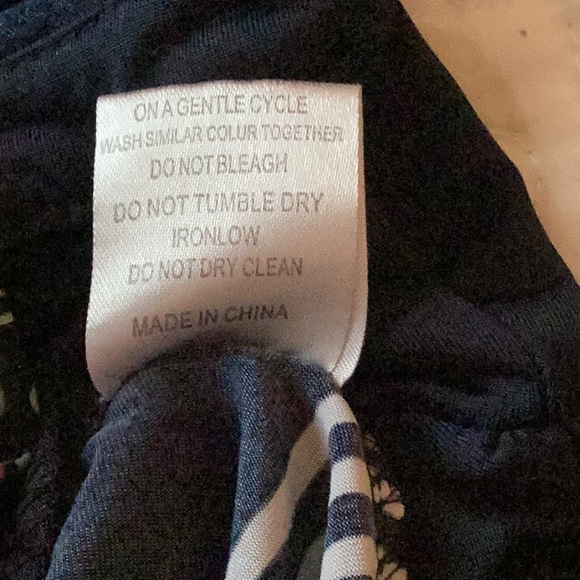 ON A GENTLE CYCLE
WASH SIMILAR COLUR TOGETHER
DO NOT BLEAGH
DO NOT TUMBLE DRY
IRONLOW
DO NOT DRY CLEAN
MADE IN CHINA